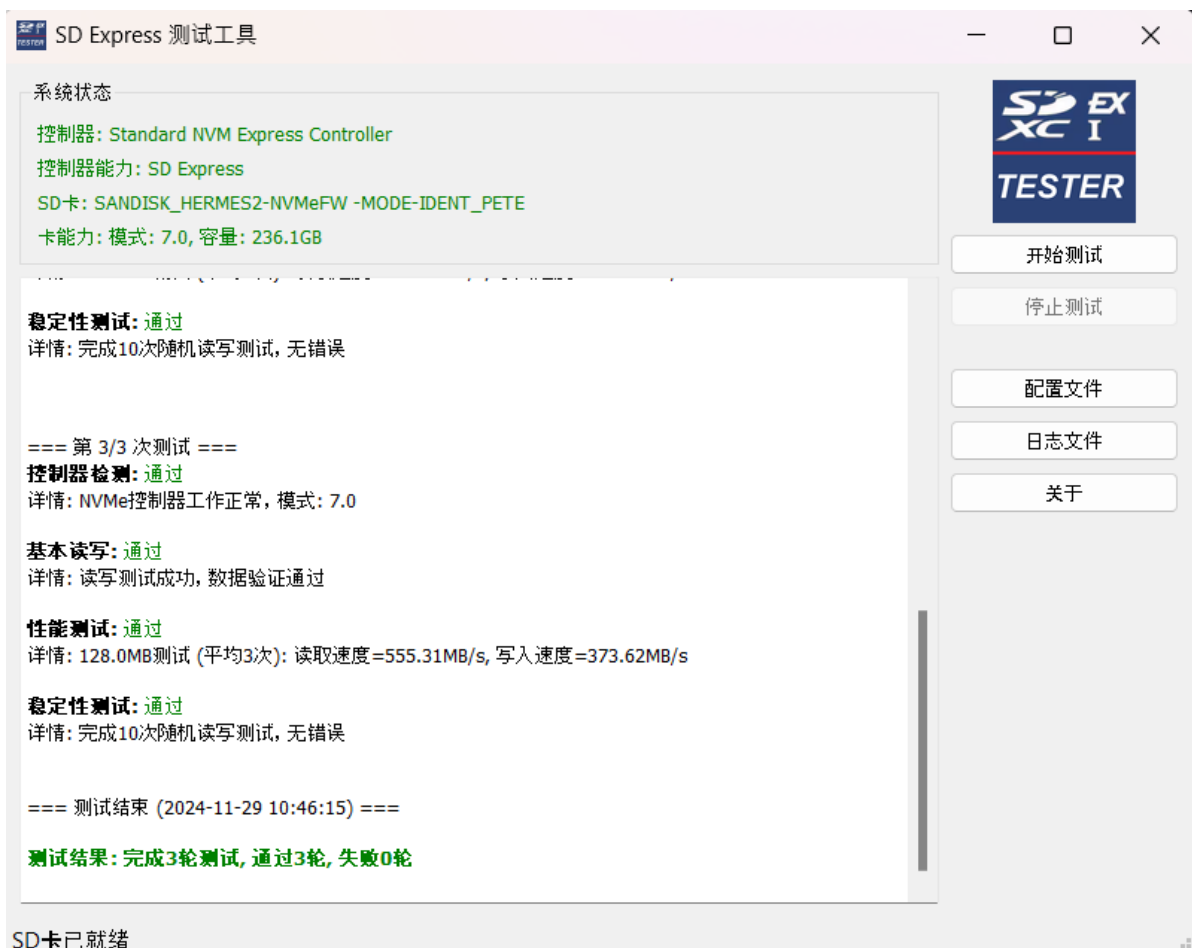 SD Express 测试工具
系统状态
控制器: Standard NVM Express Controller
控制器能力: SD Express
SD卡: SANDISK_HERMES2-NVMeFW -MODE-IDENT_PETE
卡能力: 模式: 7.0, 容量: 236.1GB
稳定性测试: 通过
详情: 完成10次随机读写测试, 无错误
=== 第 3/3 次测试 ===
控制器检测: 通过
详情: NVMe控制器工作正常, 模式: 7.0
基本读写: 通过
详情: 读写测试成功, 数据验证通过
性能测试: 通过
详情: 128.0MB测试 (平均3次): 读取速度=555.31MB/s, 写入速度=373.62MB/s
稳定性测试: 通过
详情: 完成10次随机读写测试, 无错误
=== 测试结束 (2024-11-29 10:46:15) ===
测试结果: 完成3轮测试, 通过3轮, 失败0轮
SD EX
XC I
TESTER
开始测试
停止测试
配置文件
日志文件
关于
SD卡已就绪